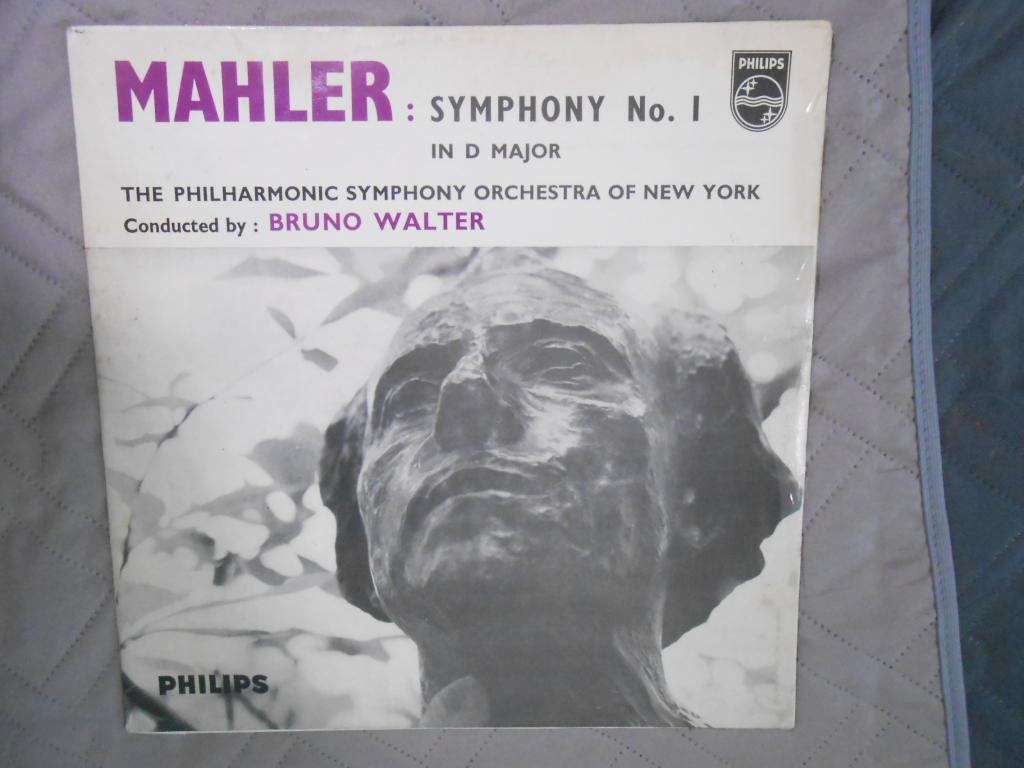 PHILIPS
MAHLER : SYMPHONY No. 1
IN D MAJOR
THE PHILHARMONIC SYMPHONY ORCHESTRA OF NEW YORK
Conducted by : BRUNO WALTER
PHILIPS